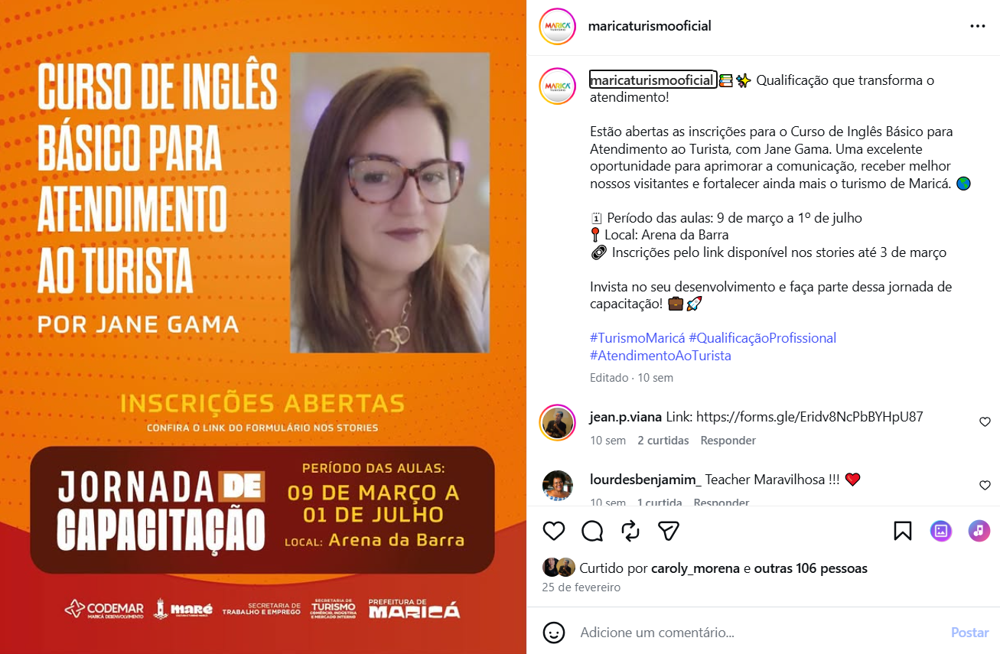 CURSO DE INGLÊS
BÁSICO PARA
ATENDIMENTO
AO TURISTA
POR JANE GAMA
INSCRIÇÕES ABERTAS
CONFIRA O LINK DO FORMULÁRIO NOS STORIES
JORNADA DE
CAPACITAÇÃO
PERÍODO DAS AULAS:
09 DE MARÇO A
01 DE JULHO
LOCAL: Arena da Barra
CODEMAR
MARICÁ DESENVOLVIMENTO
maré
SECRETARIA DE
TRABALHO E EMPREGO
SECRETARIA DE
TURISMO
COMÉRCIO, INDÚSTRIA
E MERCADO INTERNO
PREFEITURA DE
MARICÁ
MARICÁ
TURISMO
maricaturismooficial
MARICÁ
TURISMO
maricaturismooficial 📚✨ Qualificação que transforma o
atendimento!
Estão abertas as inscrições para o Curso de Inglês Básico para
Atendimento ao Turista, com Jane Gama. Uma excelente
oportunidade para aprimorar a comunicação, receber melhor
nossos visitantes e fortalecer ainda mais o turismo de Maricá. 🌎
🗓 Período das aulas: 9 de março a 1º de julho
📍Local: Arena da Barra
🔗 Inscrições pelo link disponível nos stories até 3 de março
Invista no seu desenvolvimento e faça parte dessa jornada de
capacitação! 💼🚀
#TurismoMaricá #QualificaçãoProfissional
#AtendimentoAoTurista
Editado · 10 sem
jean.p.viana Link: https://forms.gle/Eridv8NcPbBYHpU87
10 sem 2 curtidas Responder
lourdesbenjamim_ Teacher Maravilhosa !!! ❤️
10 sem 1 curtida Responder
Curtido por caroly_morena e outras 106 pessoas
25 de fevereiro
Adicione um comentário...
Postar